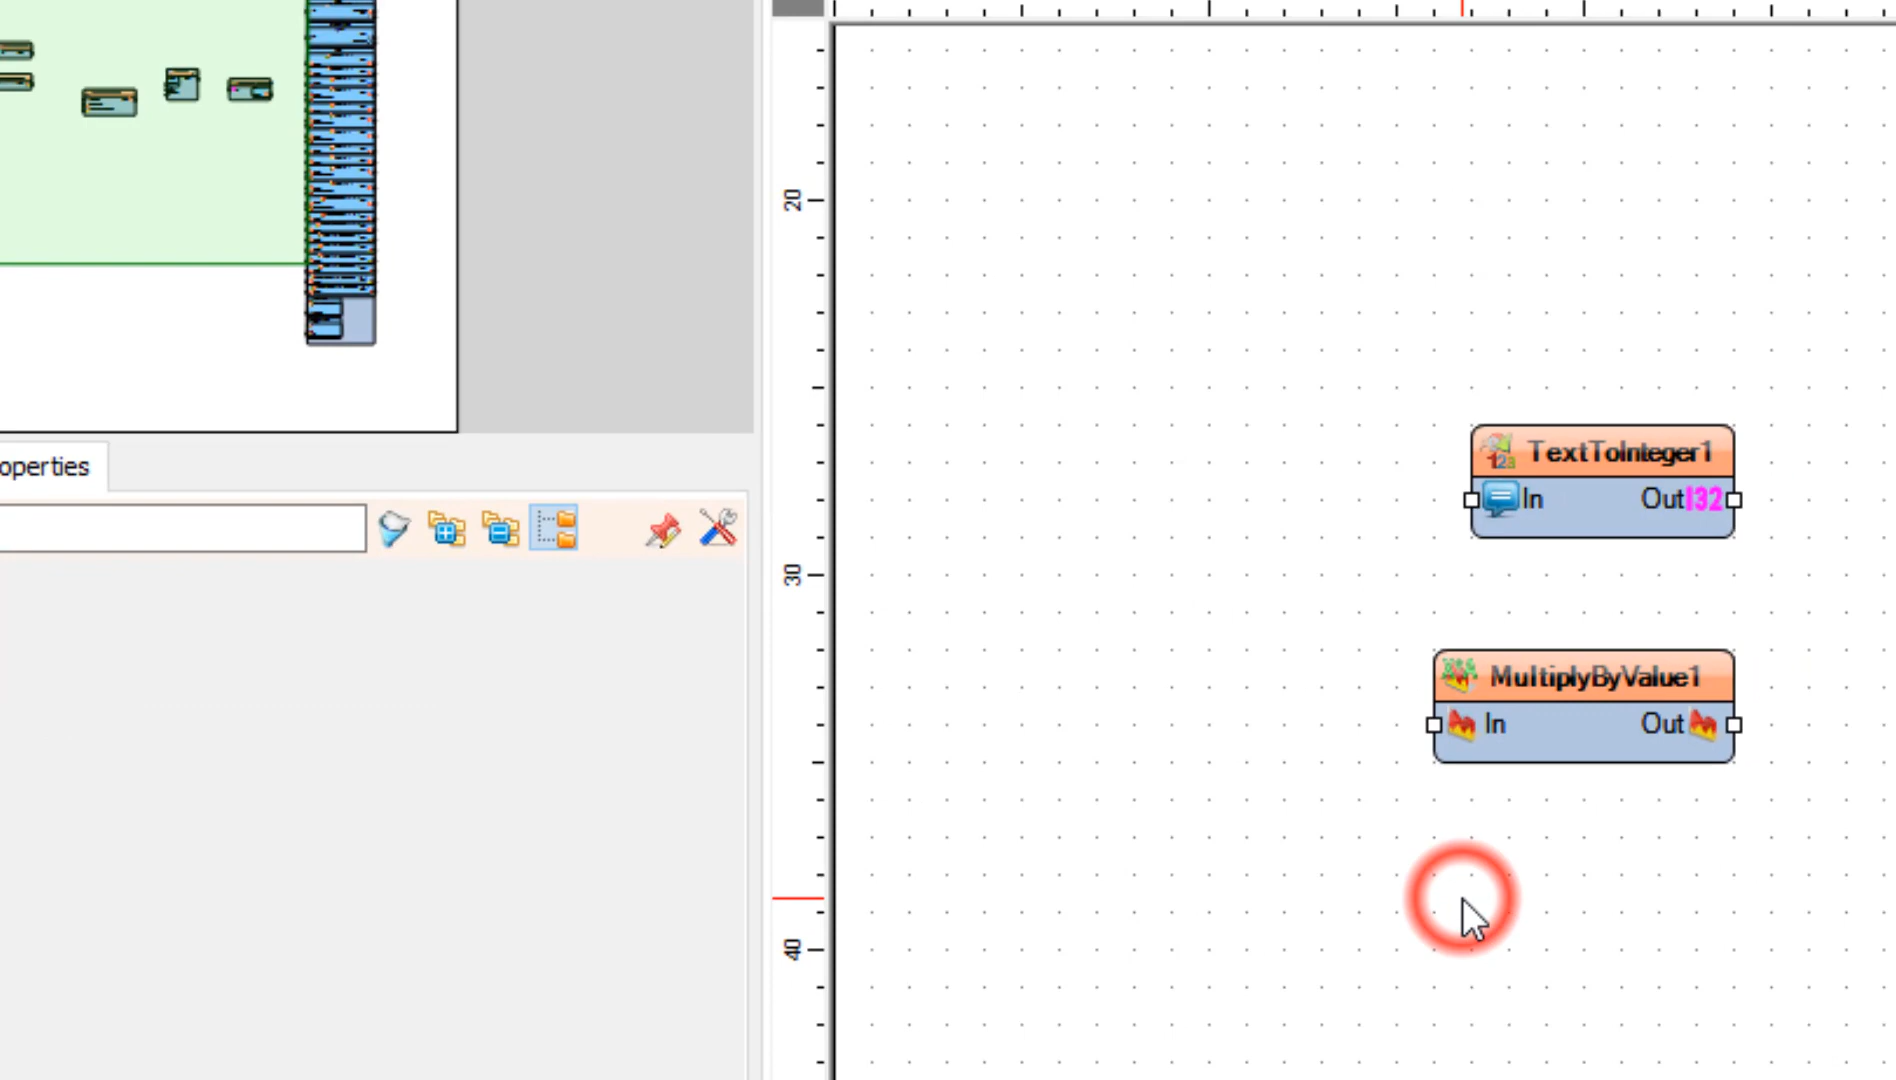 operties
20
30
40
TextToInteger1
In Out I32
MultiplyByValue1
In Out